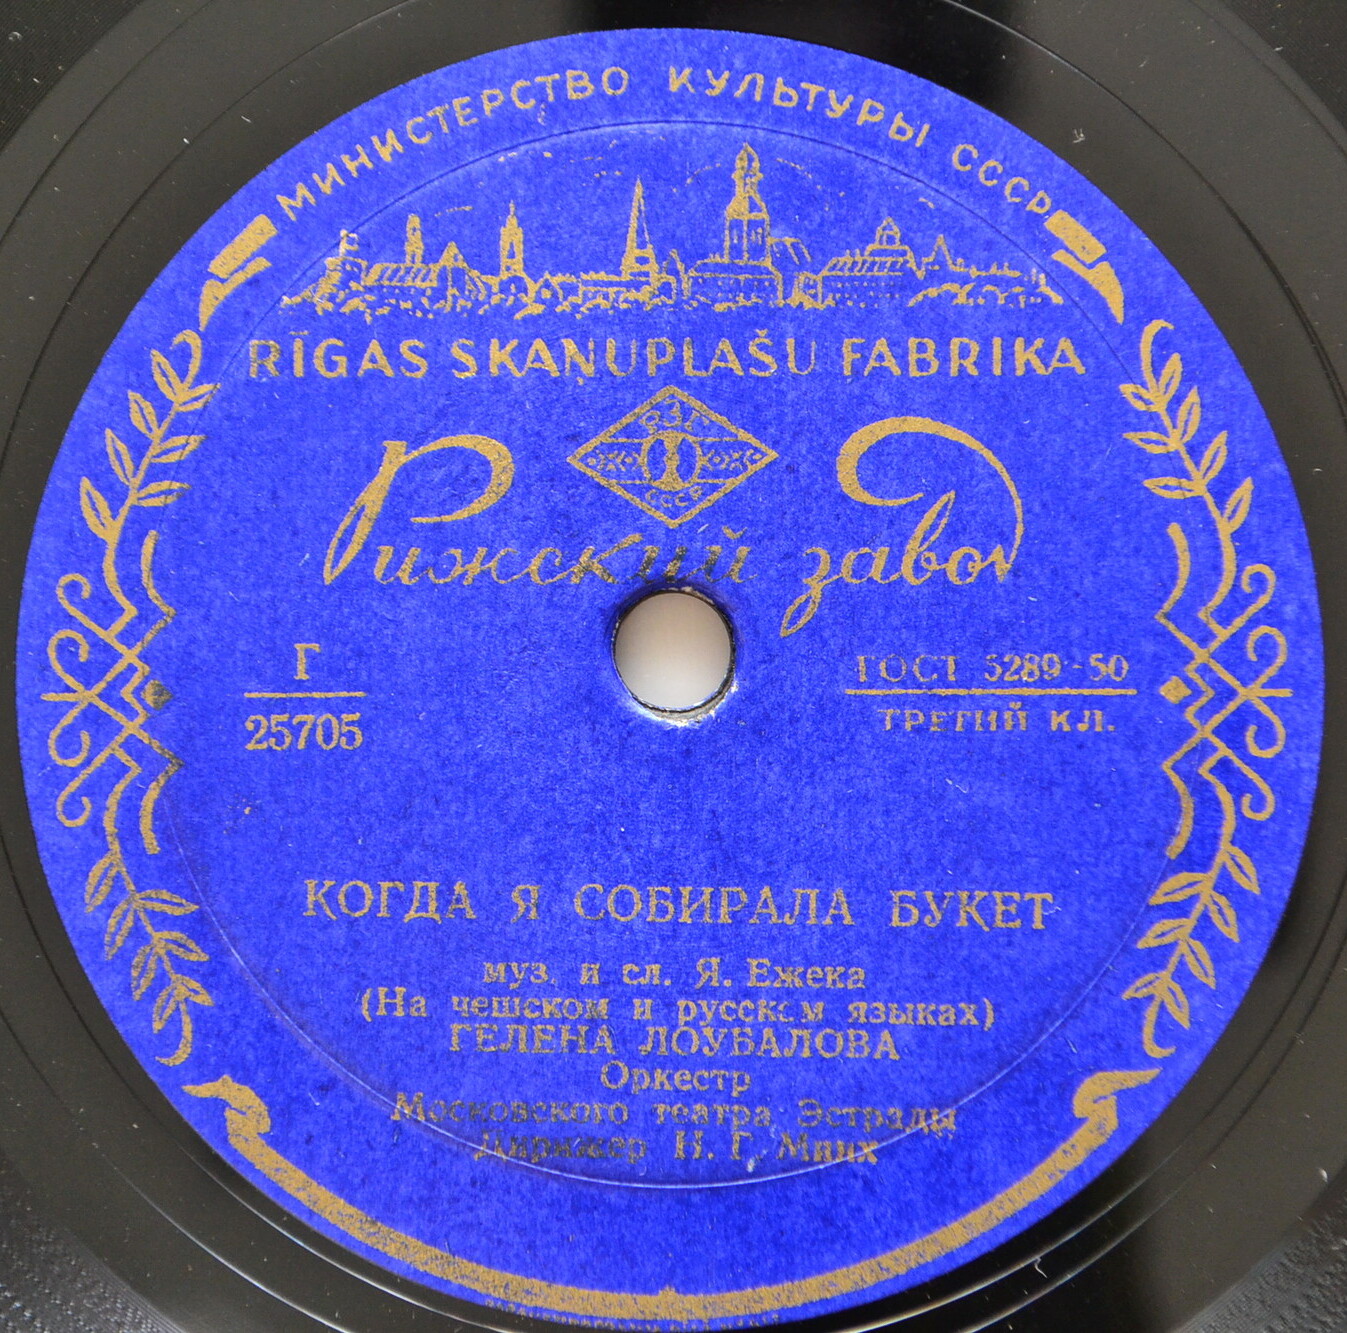 МИНИСТЕРСТВО КУЛЬТУРЫ СССР
RĪGAS SKAŅUPLAŠU FABRIKA
СССР
Рижский завод
Г
25705
ГОСТ 5289-50
ТРЕТИЙ КЛ.
КОГДА Я СОБИРАЛА БУКЕТ
муз. и сл. Я. Ежека
(На чешском и русском языках)
ГЕЛЕНА ЛОУБАЛОВА
Оркестр
Московского театра Эстрады
Дирижер Н. Г. Минх